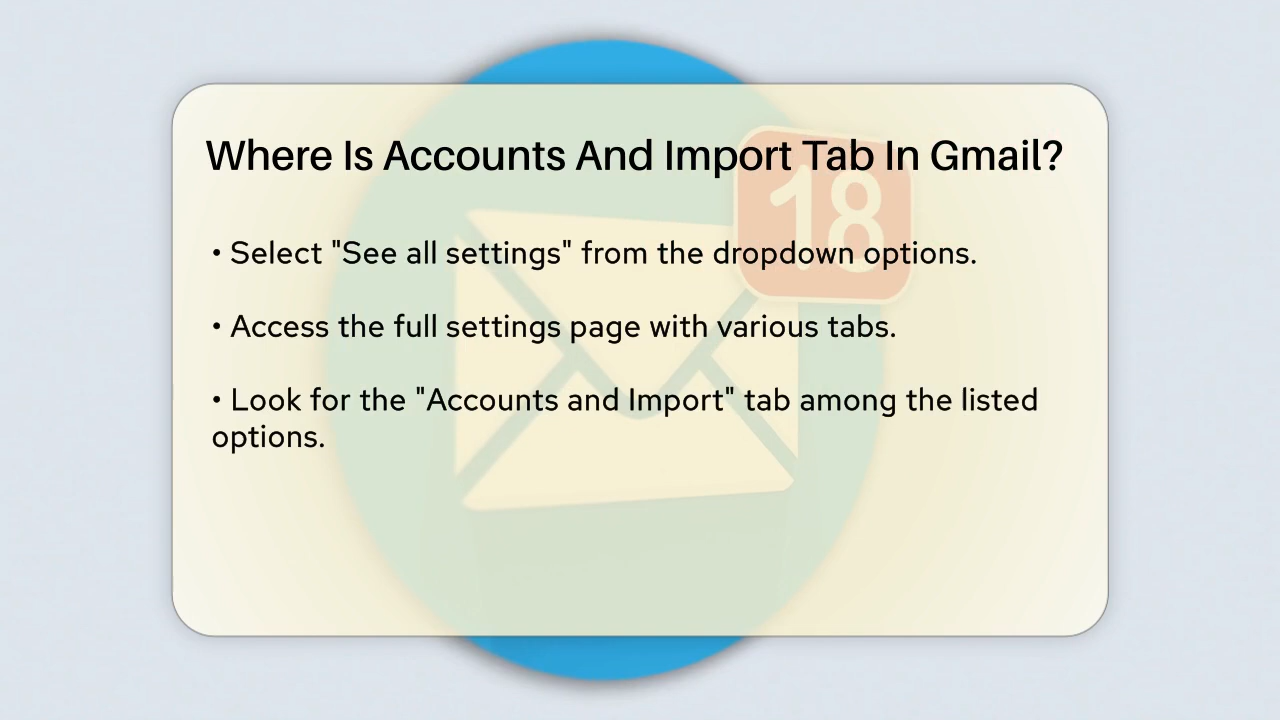 Where Is Accounts And Import Tab In Gmail?
18
• Select "See all settings" from the dropdown options.
• Access the full settings page with various tabs.
• Look for the "Accounts and Import" tab among the listed
options.